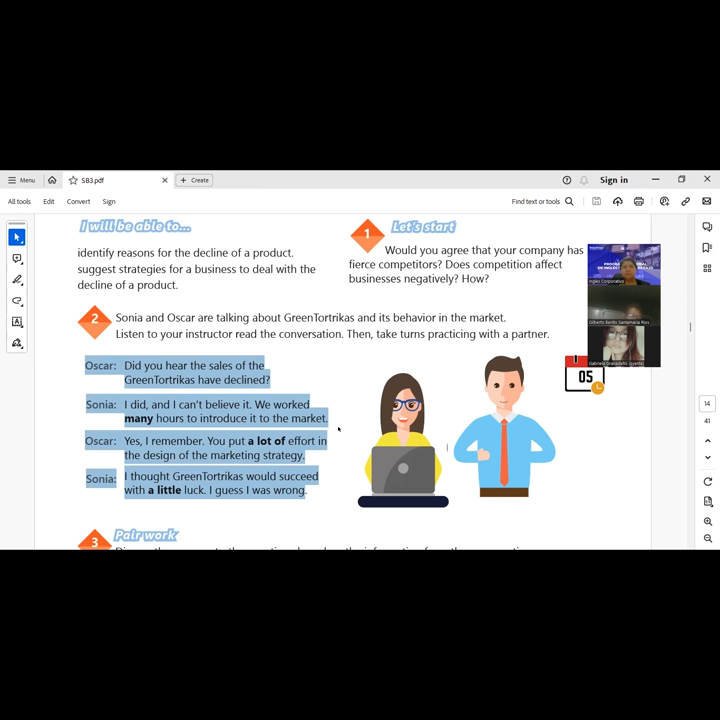 Menu
SB3.pdf
Create
Sign in
All tools
Edit
Convert
Sign
Find text or tools
I will be able to...
identify reasons for the decline of a product.
suggest strategies for a business to deal with the
decline of a product.
1
Let's start
Would you agree that your company has
fierce competitors? Does competition affect
businesses negatively? How?
Ingles Corporativo
2
Sonia and Oscar are talking about GreenTortrikas and its behavior in the market.
Listen to your instructor read the conversation. Then, take turns practicing with a partner.
Oscar: Did you hear the sales of the
GreenTortrikas have declined?
Sonia: I did, and I can't believe it. We worked
many hours to introduce it to the market.
Oscar: Yes, I remember. You put a lot of effort in
the design of the marketing strategy.
Sonia: I thought GreenTortrikas would succeed
with a little luck. I guess I was wrong.
05
14
41
3
Pair work